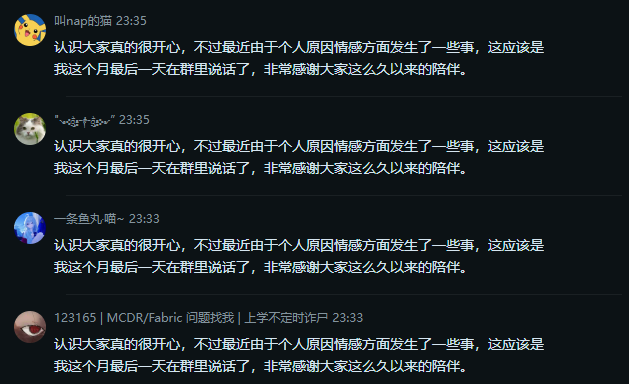 叫nap的猫 23:35
认识大家真的很开心，不过最近由于个人原因情感方面发生了一些事，这应该是
我这个月最后一天在群里说话了，非常感谢大家这么久以来的陪伴。
23:35
认识大家真的很开心，不过最近由于个人原因情感方面发生了一些事，这应该是
我这个月最后一天在群里说话了，非常感谢大家这么久以来的陪伴。
一条鱼丸·喵~ 23:33
认识大家真的很开心，不过最近由于个人原因情感方面发生了一些事，这应该是
我这个月最后一天在群里说话了，非常感谢大家这么久以来的陪伴。
123165 | MCDR/Fabric 问题找我 | 上学不定时诈尸 23:33
认识大家真的很开心，不过最近由于个人原因情感方面发生了一些事，这应该是
我这个月最后一天在群里说话了，非常感谢大家这么久以来的陪伴。